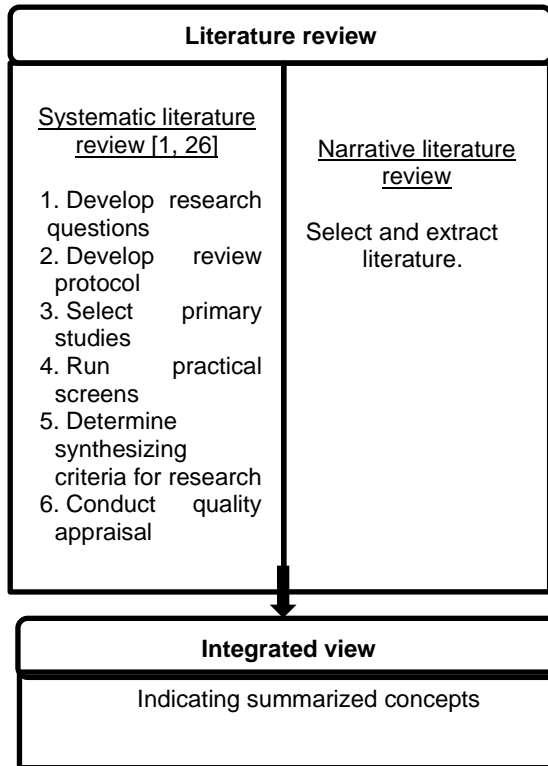 Literature review
Systematic literature
review [1, 26]
1. Develop research
questions
2. Develop review
protocol
3. Select primary
studies
4. Run practical
screens
5. Determine
synthesizing
criteria for research
6. Conduct quality
appraisal
Narrative literature
review
Select and extract
literature.
Integrated view
Indicating summarized concepts